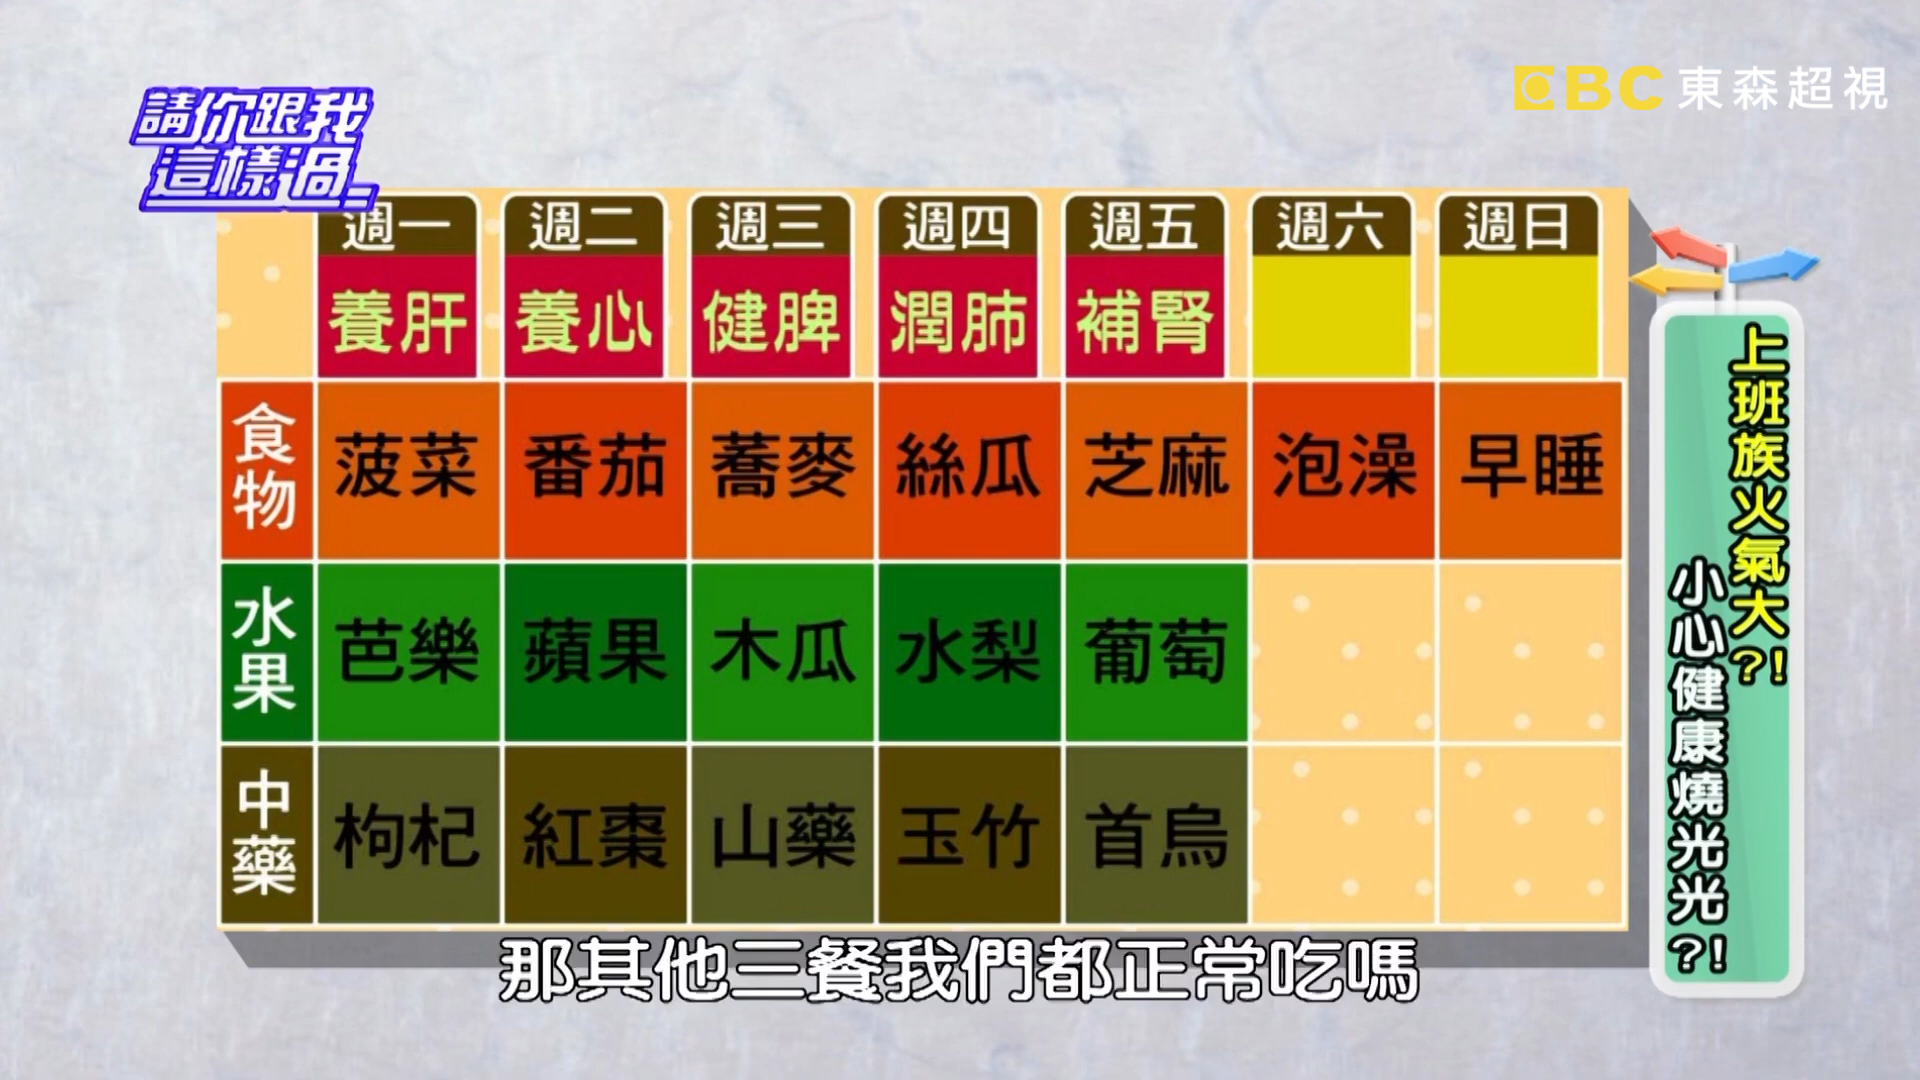 請你跟我
這樣過
EBC 東森超視
週一 週二 週三 週四 週五 週六 週日
養肝 養心 健脾 潤肺 補腎
食物 菠菜 番茄 蕎麥 絲瓜 芝麻 泡澡 早睡
水果 芭樂 蘋果 木瓜 水梨 葡萄
中藥 枸杞 紅棗 山藥 玉竹 首烏
上班族火氣大?!
小心健康燒光光?!
那其他三餐我們都正常吃嗎